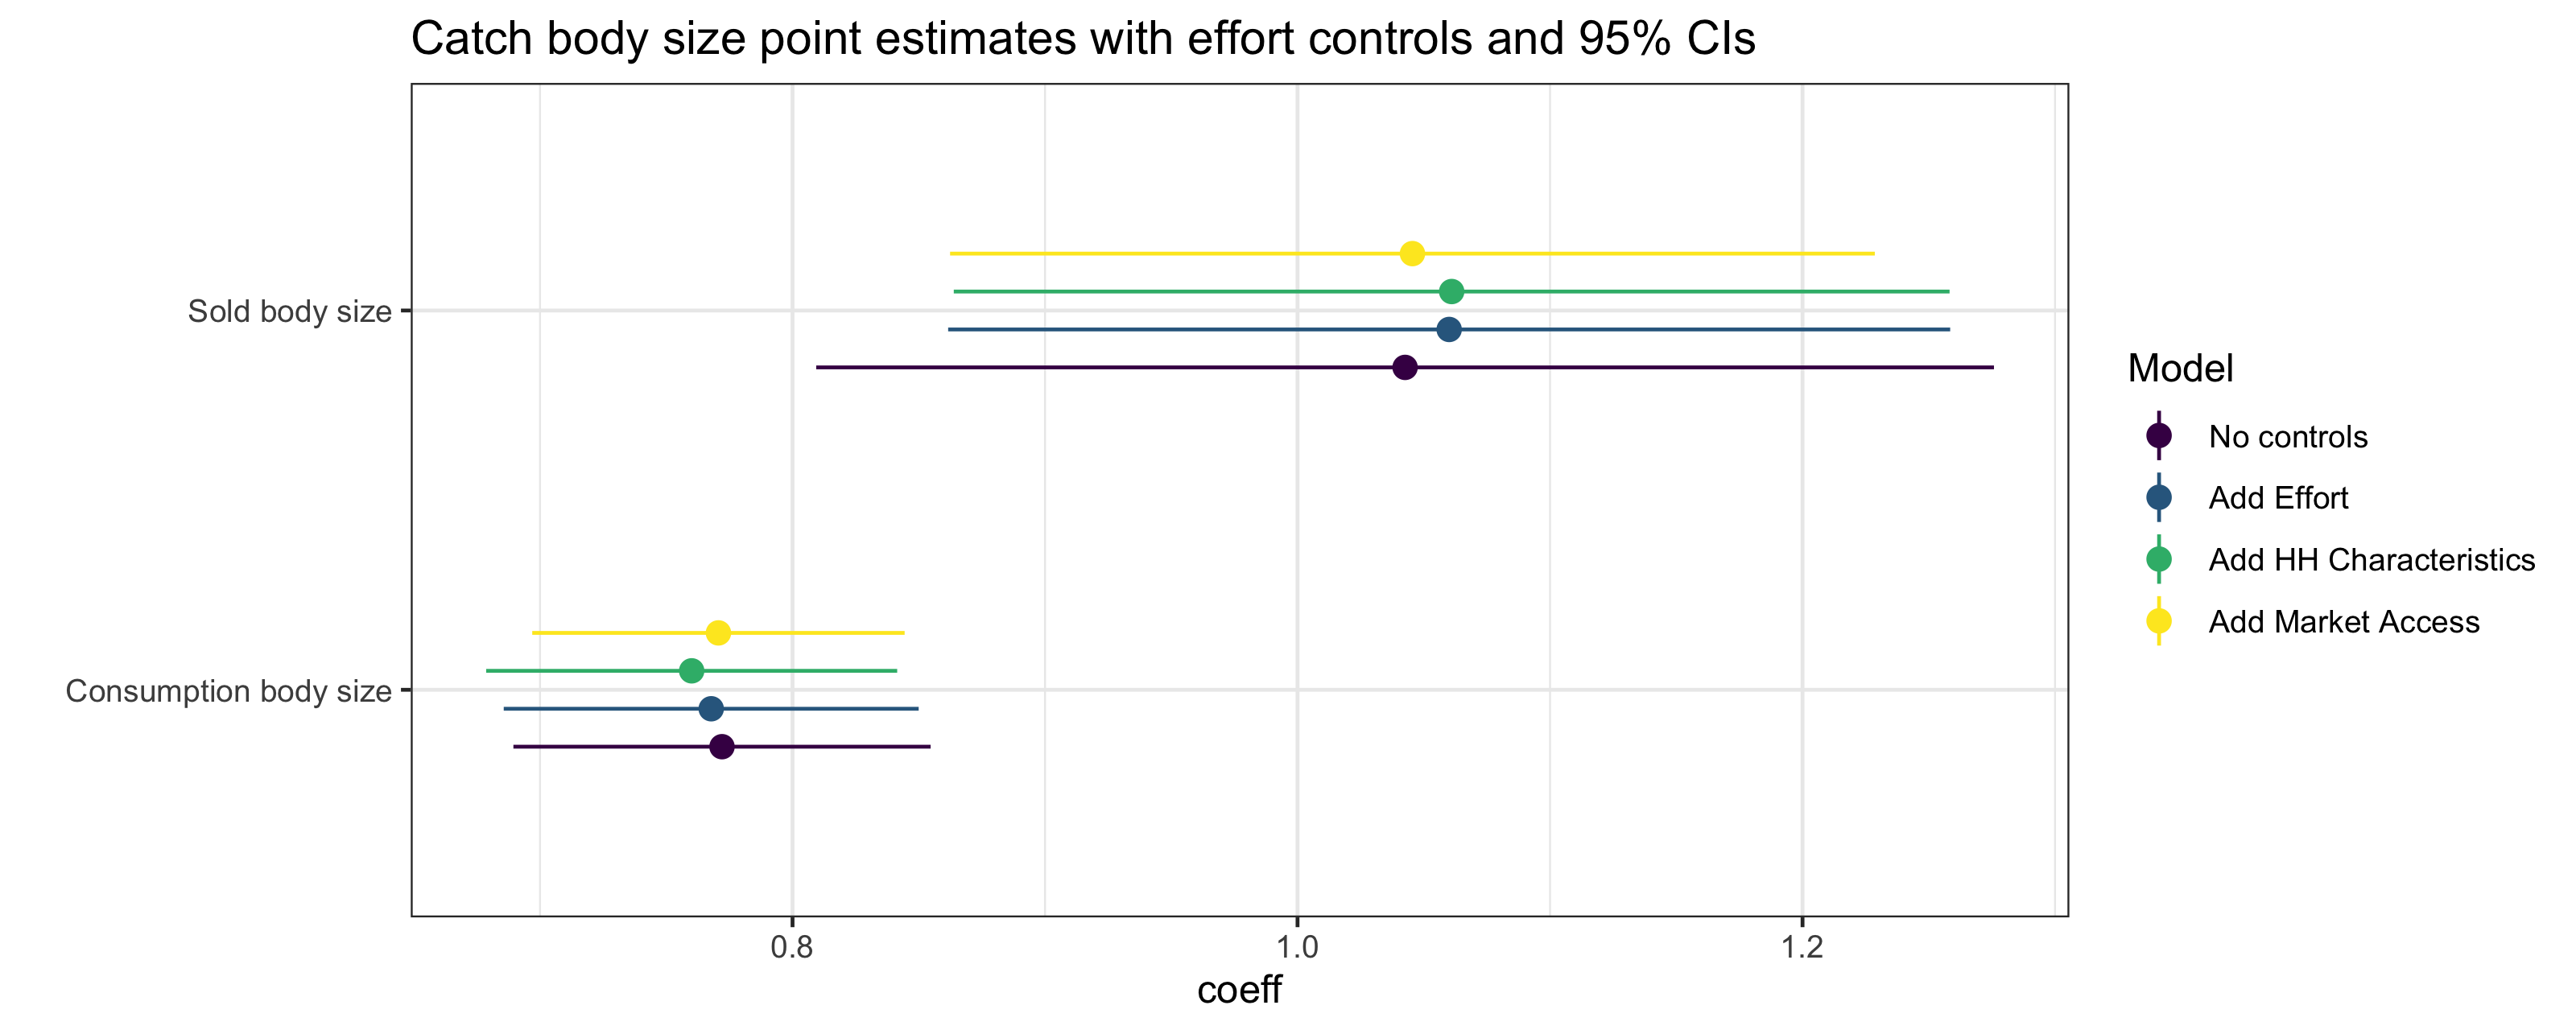 Catch body size point estimates with effort controls and 95% CIs
Sold body size
Consumption body size
0.8
1.0
1.2
coeff
Model
No controls
Add Effort
Add HH Characteristics
Add Market Access